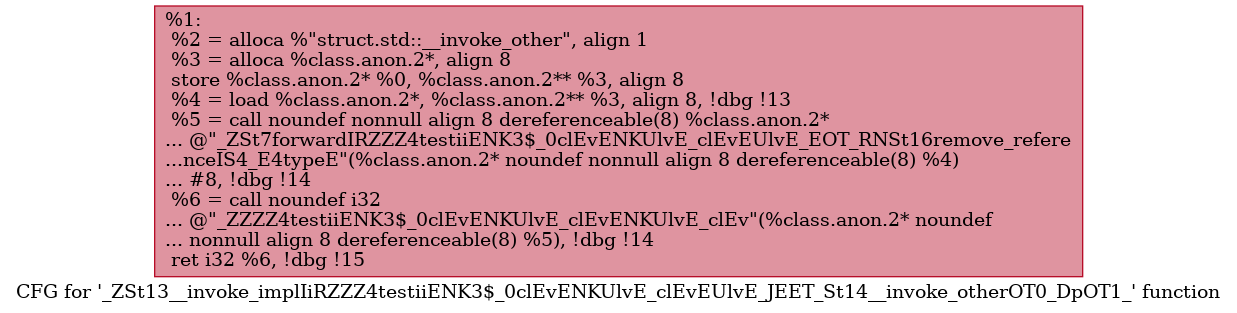 %1:
%2 = alloca %"struct.std::__invoke_other", align 1
%3 = alloca %class.anon.2*, align 8
store %class.anon.2* %0, %class.anon.2** %3, align 8
%4 = load %class.anon.2*, %class.anon.2** %3, align 8, !dbg !13
%5 = call noundef nonnull align 8 dereferenceable(8) %class.anon.2*
... @"_ZSt7forwardIRZZZ4testiiENK3$_0clEvENKUlvE_clEvEUlvE_EOT_RNSt16remove_refere
...nceIS4_E4typeE"(%class.anon.2* noundef nonnull align 8 dereferenceable(8) %4)
... #8, !dbg !14
%6 = call noundef i32
... @"_ZZZZ4testiiENK3$_0clEvENKUlvE_clEvENKUlvE_clEv"(%class.anon.2* noundef
... nonnull align 8 dereferenceable(8) %5), !dbg !14
ret i32 %6, !dbg !15
CFG for '_ZSt13__invoke_implIiRZZZ4testiiENK3$_0clEvENKUlvE_clEvEUlvE_JEET_St14__invoke_otherOT0_DpOT1_' function